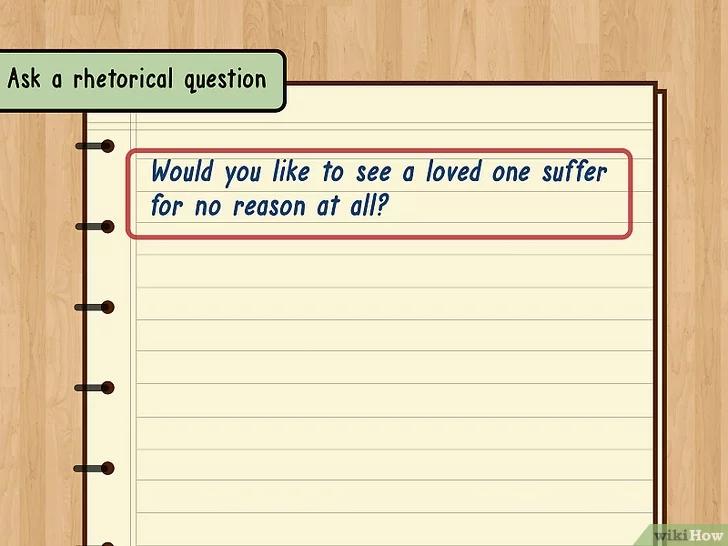 Ask a rhetorical question
Would you like to see a loved one suffer
for no reason at all?
wikiHow